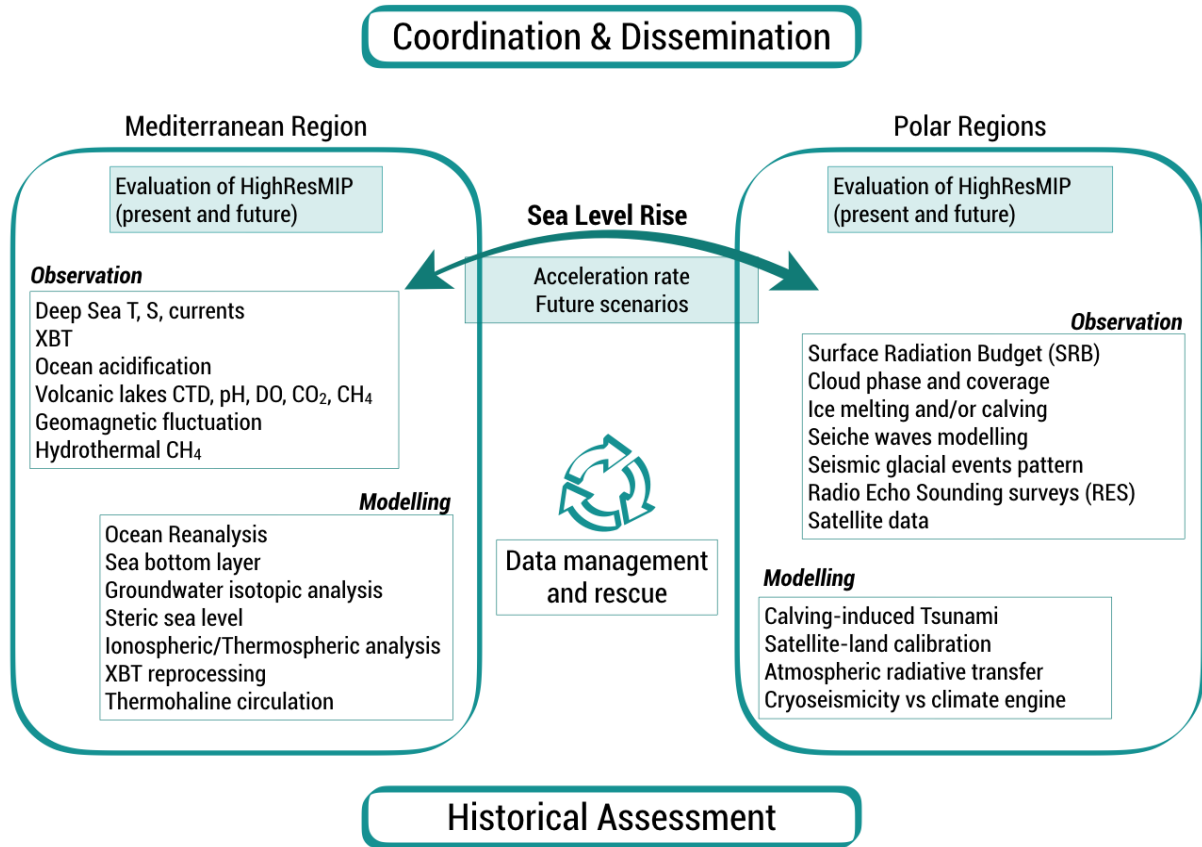 Coordination & Dissemination
Mediterranean Region
Evaluation of HighResMIP
(present and future)
Observation
Deep Sea T, S, currents
XBT
Ocean acidification
Volcanic lakes CTD, pH, DO, CO₂, CH₄
Geomagnetic fluctuation
Hydrothermal CH₄
Modelling
Ocean Reanalysis
Sea bottom layer
Groundwater isotopic analysis
Steric sea level
Ionospheric/Thermospheric analysis
XBT reprocessing
Thermohaline circulation
Sea Level Rise
Acceleration rate
Future scenarios
Data management
and rescue
Polar Regions
Evaluation of HighResMIP
(present and future)
Observation
Surface Radiation Budget (SRB)
Cloud phase and coverage
Ice melting and/or calving
Seiche waves modelling
Seismic glacial events pattern
Radio Echo Sounding surveys (RES)
Satellite data
Modelling
Calving-induced Tsunami
Satellite-land calibration
Atmospheric radiative transfer
Cryoseismicity vs climate engine
Historical Assessment